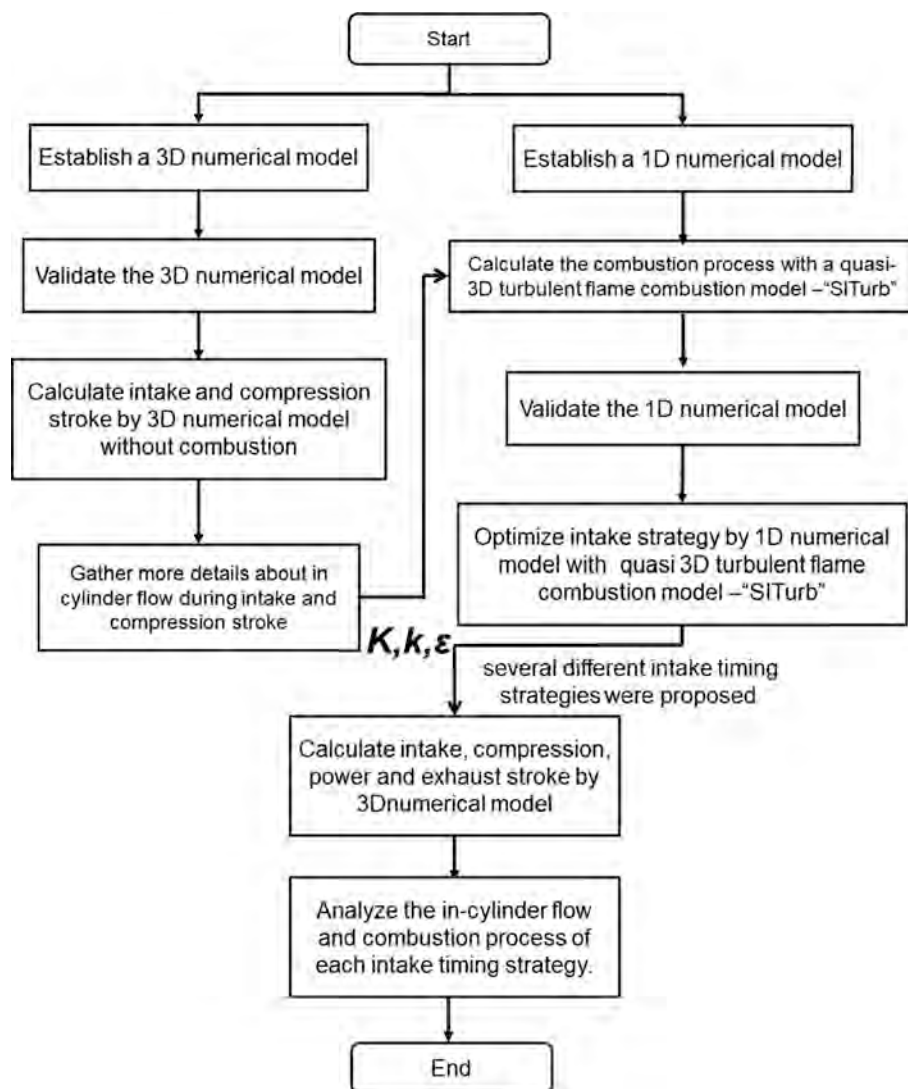 Start
Establish a 3D numerical model
Validate the 3D numerical model
Calculate intake and compression
stroke by 3D numerical model
without combustion
Gather more details about in
cylinder flow during intake and
compression stroke
K,k,ε
Establish a 1D numerical model
Calculate the combustion process with a quasi-
3D turbulent flame combustion model –“SITurb”
Validate the 1D numerical model
Optimize intake strategy by 1D numerical
model with quasi 3D turbulent flame
combustion model –“SITurb”
several different intake timing
strategies were proposed
Calculate intake, compression,
power and exhaust stroke by
3Dnumerical model
Analyze the in-cylinder flow
and combustion process of
each intake timing strategy.
End